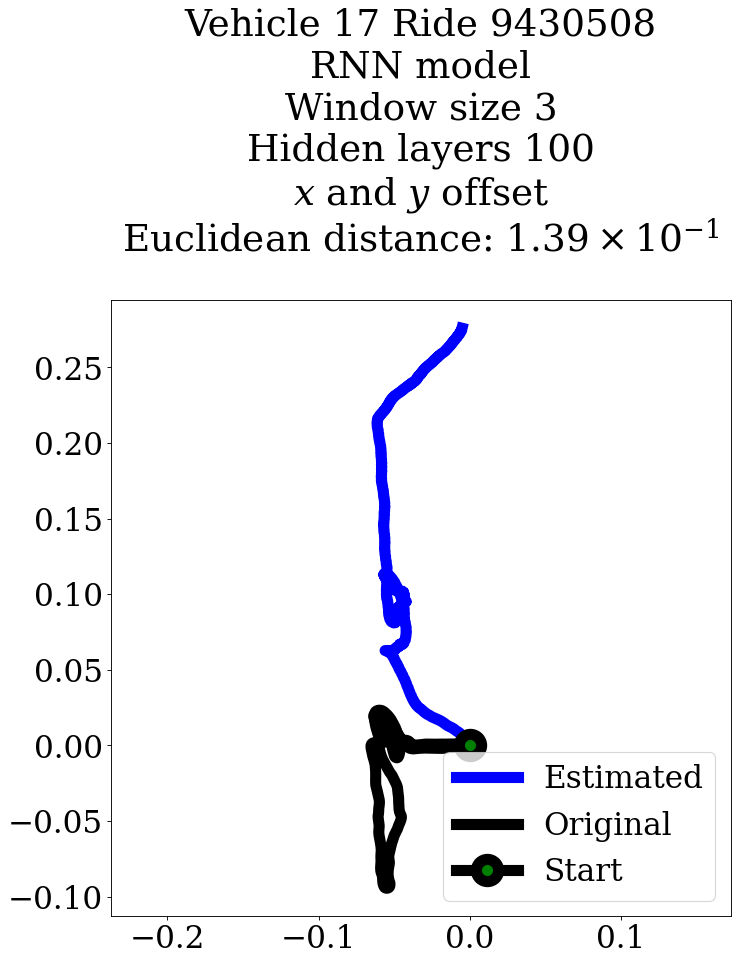 Vehicle 17 Ride 9430508
RNN model
Window size 3
Hidden layers 100
x and y offset
Euclidean distance: 1.39 × 10⁻¹
0.25
0.20
0.15
0.10
0.05
0.00
−0.05
−0.10
Estimated
Original
Start
−0.2
−0.1
0.0
0.1